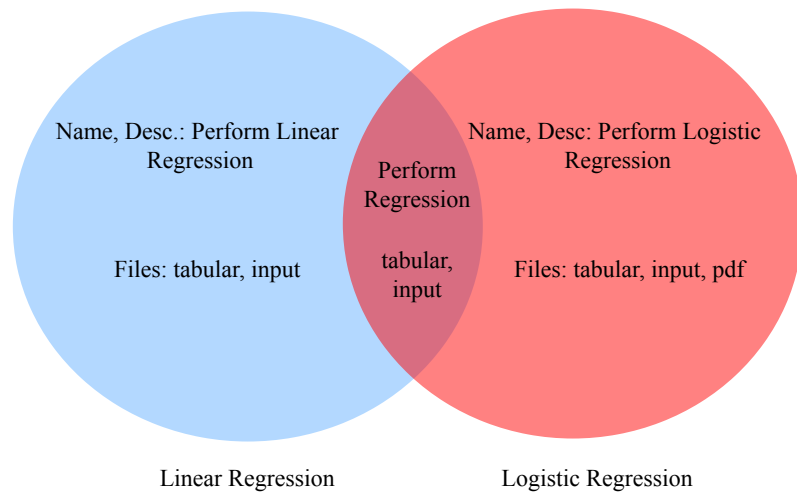 Name, Desc.: Perform Linear
Regression
Files: tabular, input
Perform
Regression
tabular,
input
Name, Desc: Perform Logistic
Regression
Files: tabular, input, pdf
Linear Regression
Logistic Regression